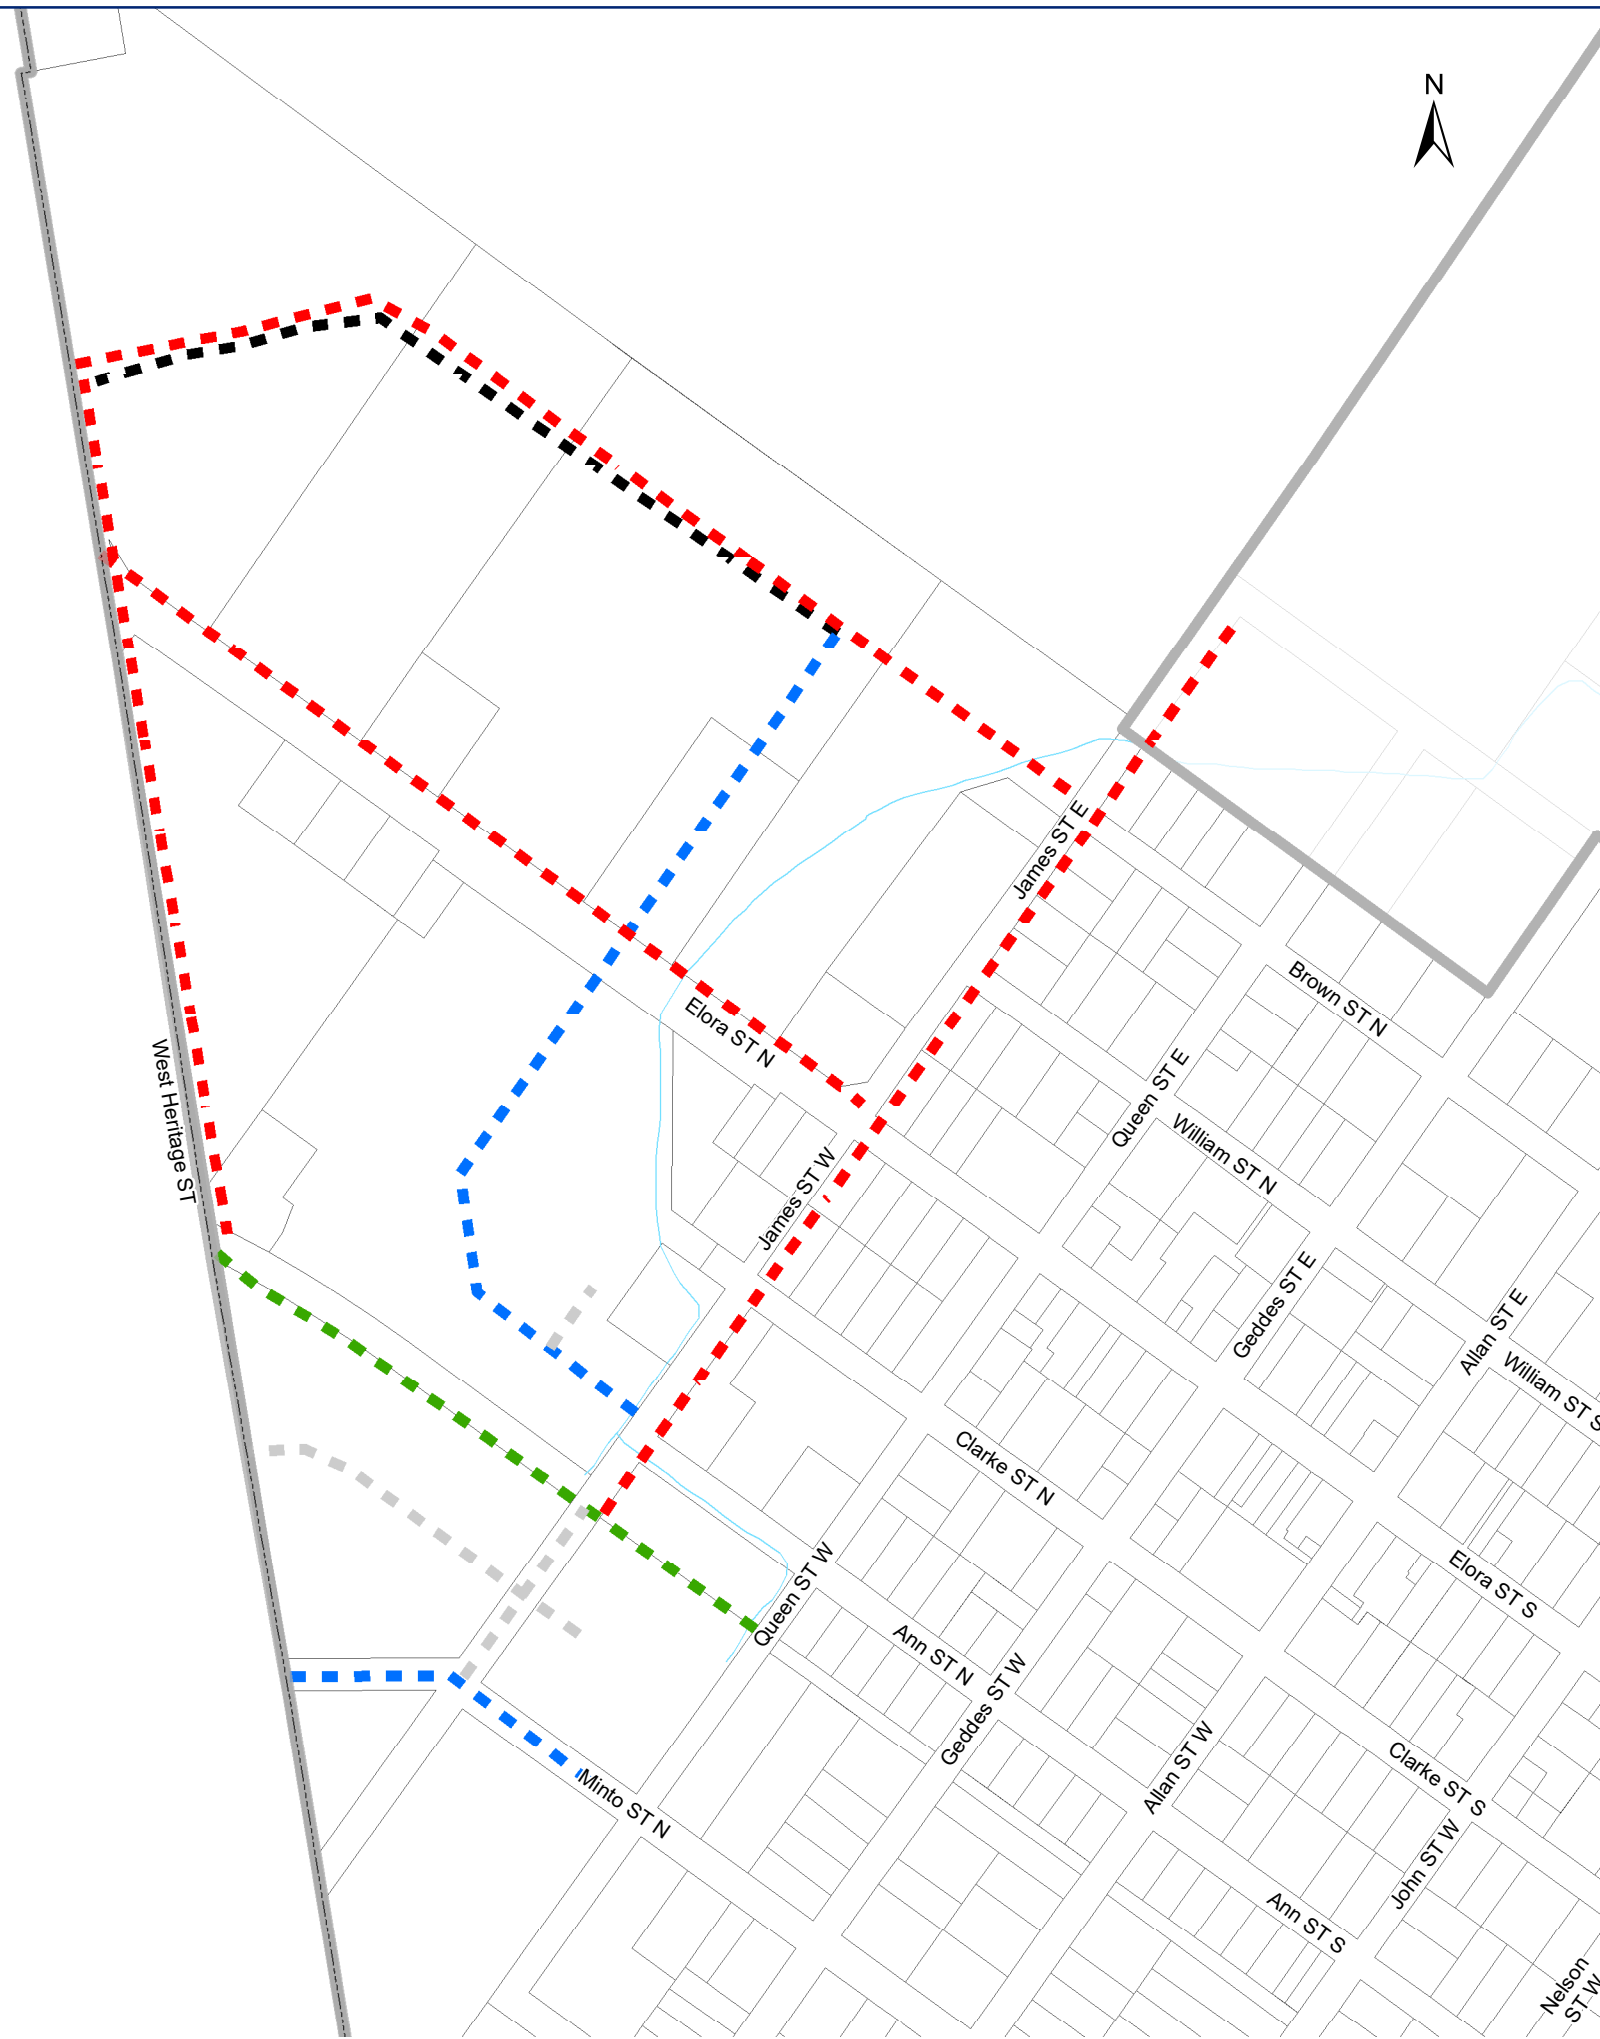 N
James ST E
Brown ST N
Elora ST N
West Heritage ST
Queen ST E
William ST N
James ST W
Geddes ST E
Allan ST E
William ST S
Clarke ST N
Queen ST W
Elora ST S
Ann ST N
Geddes ST W
Allan ST W
Clarke ST S
Minto ST N
John ST W
Ann ST S
Nelson
ST W